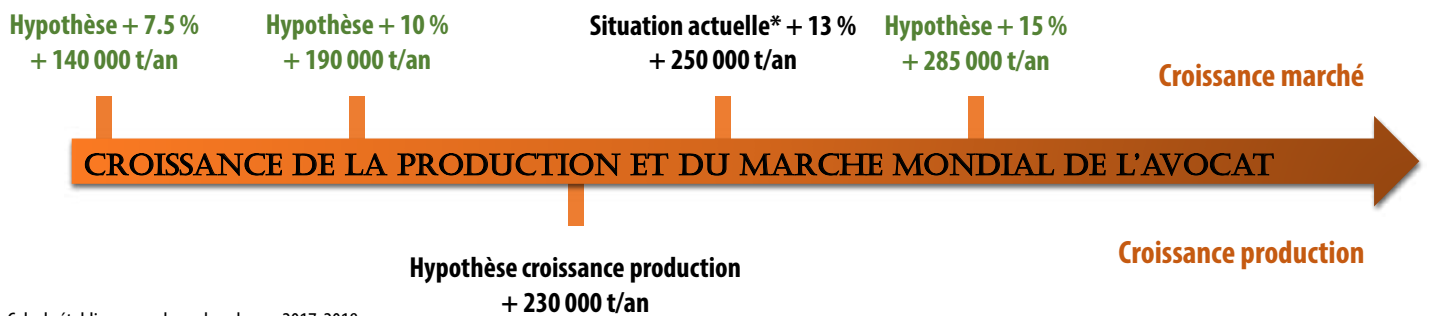 Hypothèse + 7.5 %
+ 140 000 t/an
Hypothèse + 10 %
+ 190 000 t/an
Situation actuelle* + 13 %
+ 250 000 t/an
Hypothèse + 15 %
+ 285 000 t/an
Croissance marché
CROISSANCE DE LA PRODUCTION ET DU MARCHE MONDIAL DE L'AVOCAT
Croissance production
Hypothèse croissance production
+ 230 000 t/an